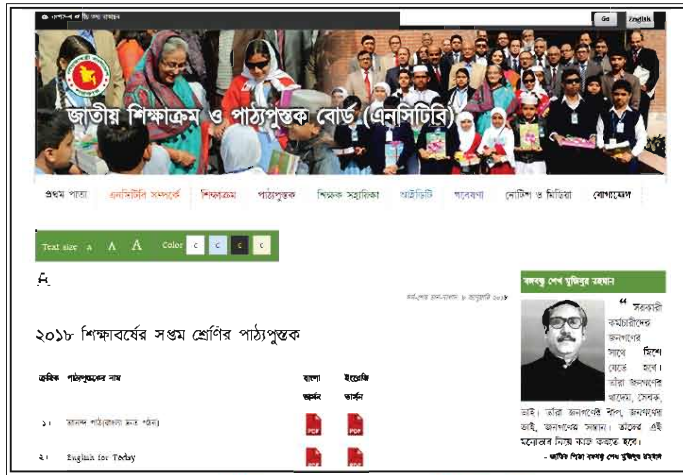 Go English
জাতীয় শিক্ষাক্রম ও পাঠ্যপুস্তক বোর্ড (এনসিটিবি)
প্রথম পাতা এনসিটিবি সম্পর্কে শিক্ষাক্রম পাঠ্যপুস্তক শিক্ষক সহায়িকা আইসিটি গবেষণা নোটিশ ও মিডিয়া যোগাযোগ
Text size A A A Color C C C C
A
বঙ্গবন্ধু শেখ মুজিবুর রহমান
২০১৮ শিক্ষাবর্ষের সপ্তম শ্রেণির পাঠ্যপুস্তক
ক্রমিক পাঠ্যপুস্তকের নাম বাংলা ভার্সন ইংরেজি ভার্সন
১। আনন্দ পাঠ(বাংলা দ্রুত পঠন) PDF PDF
২। English for Today PDF PDF
“ সরকারী
কর্মচারীদের
জনগণের
সাথে মিশে
যেতে হবে।
তাঁরা জনগণের
খাদেম, সেবক,
ভাই। তাঁরা জনগণের বাপ, জনগণের
ভাই, জনগণের সন্তান। তাঁদের এই
মনোভাব নিয়ে কাজ করতে হবে।
- জাতির পিতা বঙ্গবন্ধু শেখ মুজিবুর রহমান